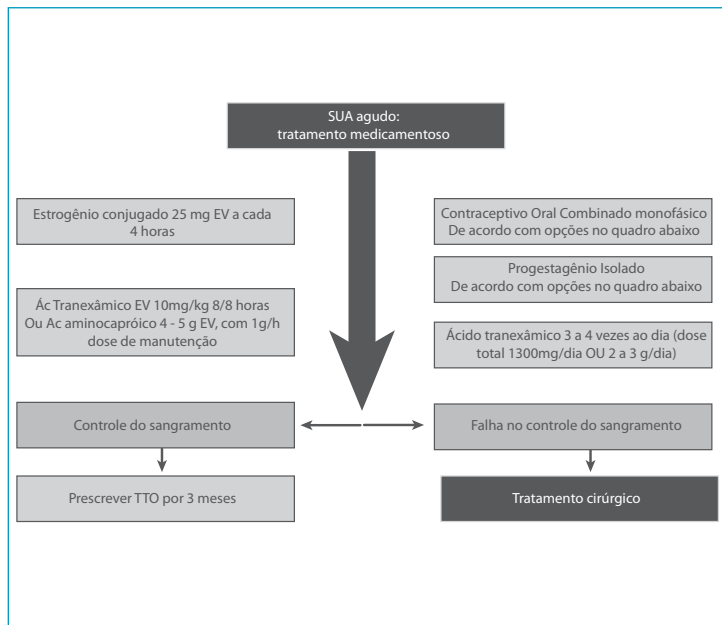 SUA agudo:
tratamento medicamentoso
Estrogênio conjugado 25 mg EV a cada
4 horas
Ác Tranexâmico EV 10mg/kg 8/8 horas
Ou Ac aminocapróico 4 - 5 g EV, com 1g/h
dose de manutenção
Contraceptivo Oral Combinado monofásico
De acordo com opções no quadro abaixo
Progestagênio Isolado
De acordo com opções no quadro abaixo
Ácido tranexâmico 3 a 4 vezes ao dia (dose
total 1300mg/dia OU 2 a 3 g/dia)
Controle do sangramento
Falha no controle do sangramento
Prescrever TTO por 3 meses
Tratamento cirúrgico